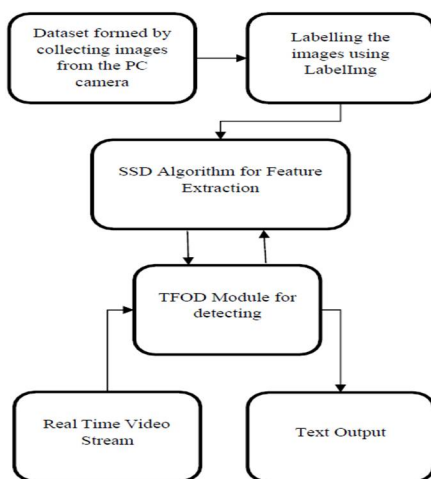 Dataset formed by
collecting images
from the PC
camera
Labelling the
images using
LabelImg
SSD Algorithm for Feature
Extraction
TFOD Module for
detecting
Real Time Video
Stream
Text Output